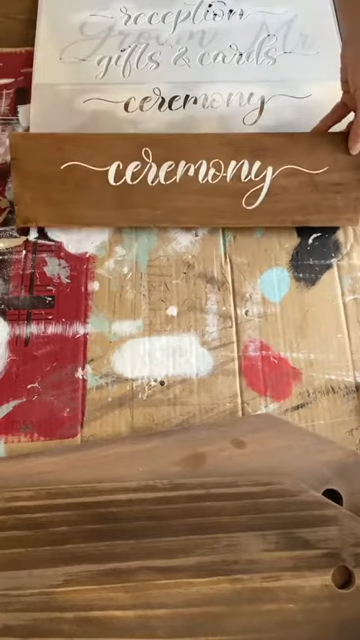 reception
Groom Mr.
gifts & cards
ceremony
ceremony